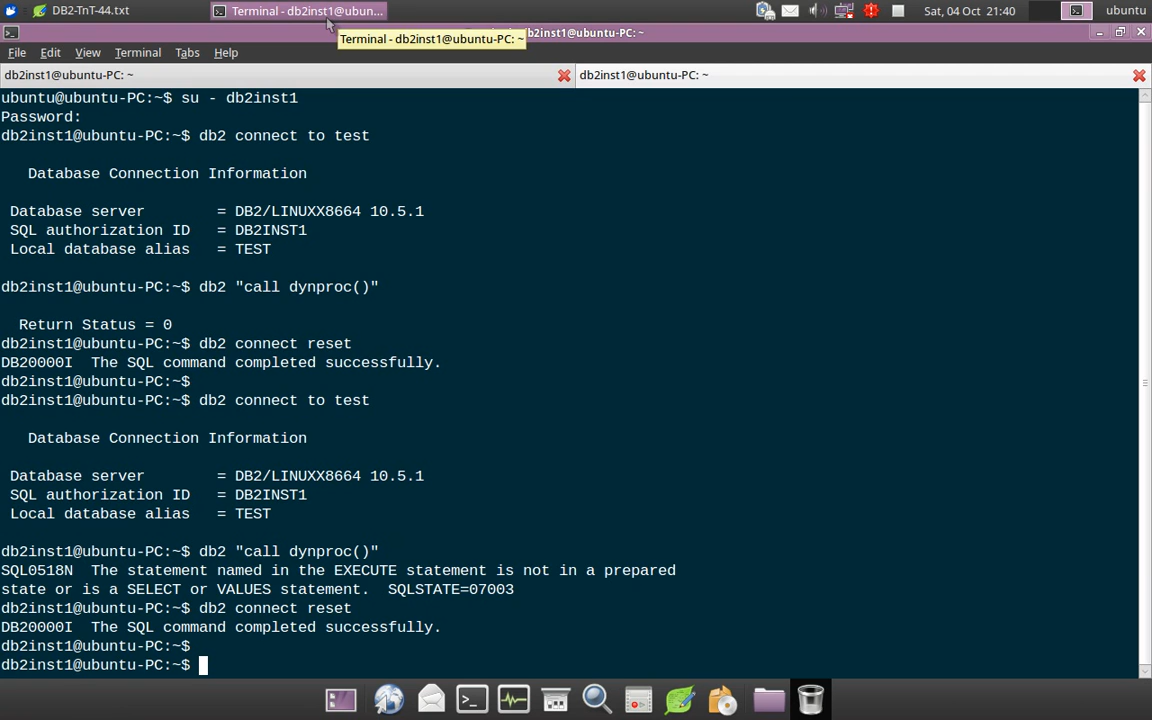 DB2-TnT-44.txt
Terminal - db2inst1@ubun...
Sat, 04 Oct 21:40
ubuntu
Terminal - db2inst1@ubuntu-PC: ~
b2inst1@ubuntu-PC: ~
File Edit View Terminal Tabs Help
db2inst1@ubuntu-PC: ~
db2inst1@ubuntu-PC: ~
ubuntu@ubuntu-PC:~$ su - db2inst1
Password:
db2inst1@ubuntu-PC:~$ db2 connect to test
Database Connection Information
Database server = DB2/LINUXX8664 10.5.1
SQL authorization ID = DB2INST1
Local database alias = TEST
db2inst1@ubuntu-PC:~$ db2 "call dynproc()"
Return Status = 0
db2inst1@ubuntu-PC:~$ db2 connect reset
DB20000I The SQL command completed successfully.
db2inst1@ubuntu-PC:~$
db2inst1@ubuntu-PC:~$ db2 connect to test
Database Connection Information
Database server = DB2/LINUXX8664 10.5.1
SQL authorization ID = DB2INST1
Local database alias = TEST
db2inst1@ubuntu-PC:~$ db2 "call dynproc()"
SQL0518N The statement named in the EXECUTE statement is not in a prepared
state or is a SELECT or VALUES statement. SQLSTATE=07003
db2inst1@ubuntu-PC:~$ db2 connect reset
DB20000I The SQL command completed successfully.
db2inst1@ubuntu-PC:~$
db2inst1@ubuntu-PC:~$